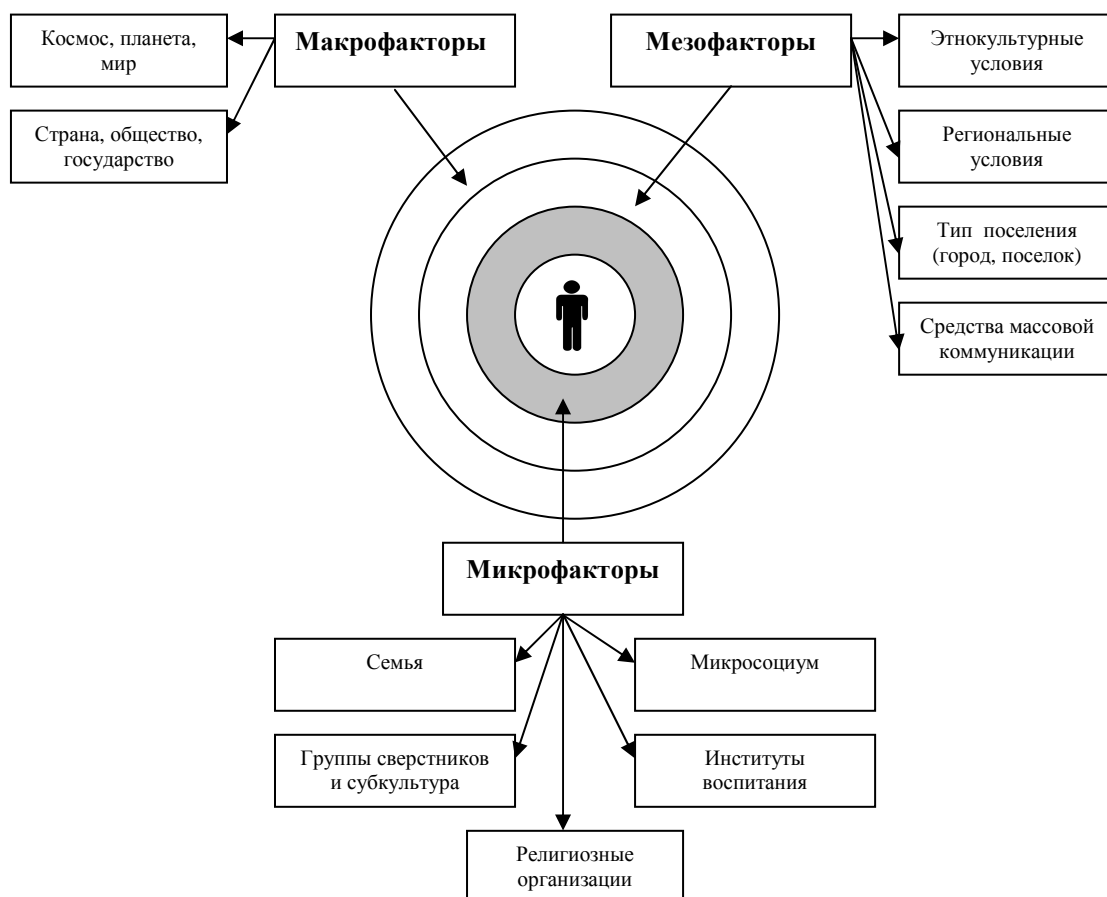 Макрофакторы
Космос, планета,
мир
Страна, общество,
государство
Мезофакторы
Этнокультурные
условия
Региональные
условия
Тип поселения
(город, поселок)
Средства массовой
коммуникации
Микрофакторы
Семья
Микросоциум
Группы сверстников
и субкультура
Институты
воспитания
Религиозные
организации